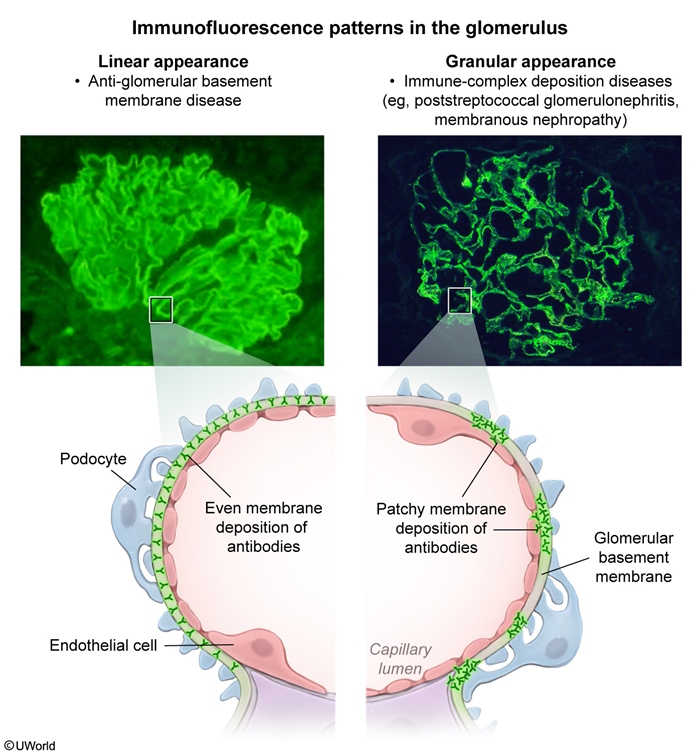 Immunofluorescence patterns in the glomerulus
Linear appearance
• Anti-glomerular basement
membrane disease
Granular appearance
• Immune-complex deposition diseases
(eg, poststreptococcal glomerulonephritis,
membranous nephropathy)
Podocyte
Even membrane
deposition of
antibodies
Endothelial cell
Patchy membrane
deposition of
antibodies
Glomerular
basement
membrane
Capillary
lumen
©UWorld